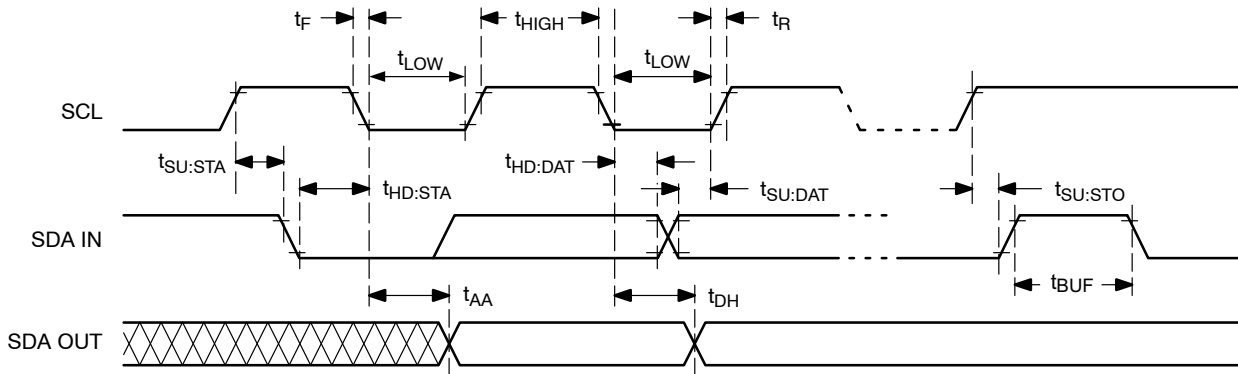 tF
tHIGH
tR
tLOW
tLOW
SCL
tSU:STA
tHD:STA
tHD:DAT
tSU:DAT
tSU:STO
SDA IN
tBUF
tAA
tDH
SDA OUT